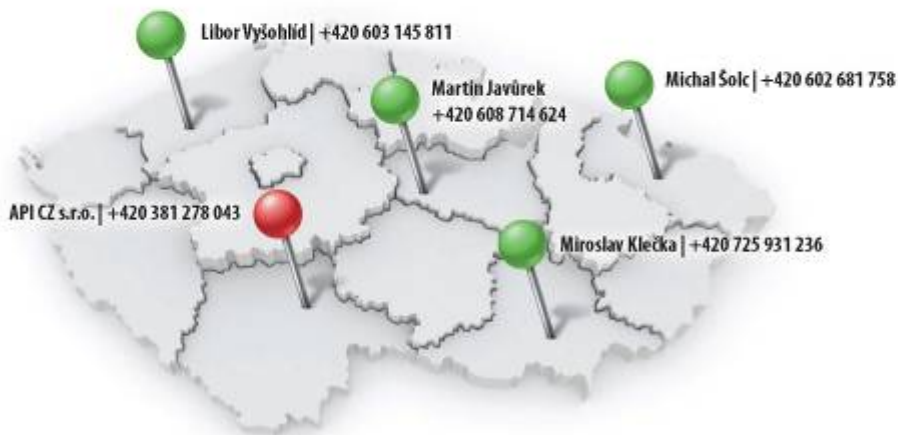 Libor Vyšohlíd | +420 603 145 811
Martin Javůrek
+420 608 714 624
Michal Šolc | +420 602 681 758
API CZ s.r.o. | +420 381 278 043
Miroslav Klečka | +420 725 931 236